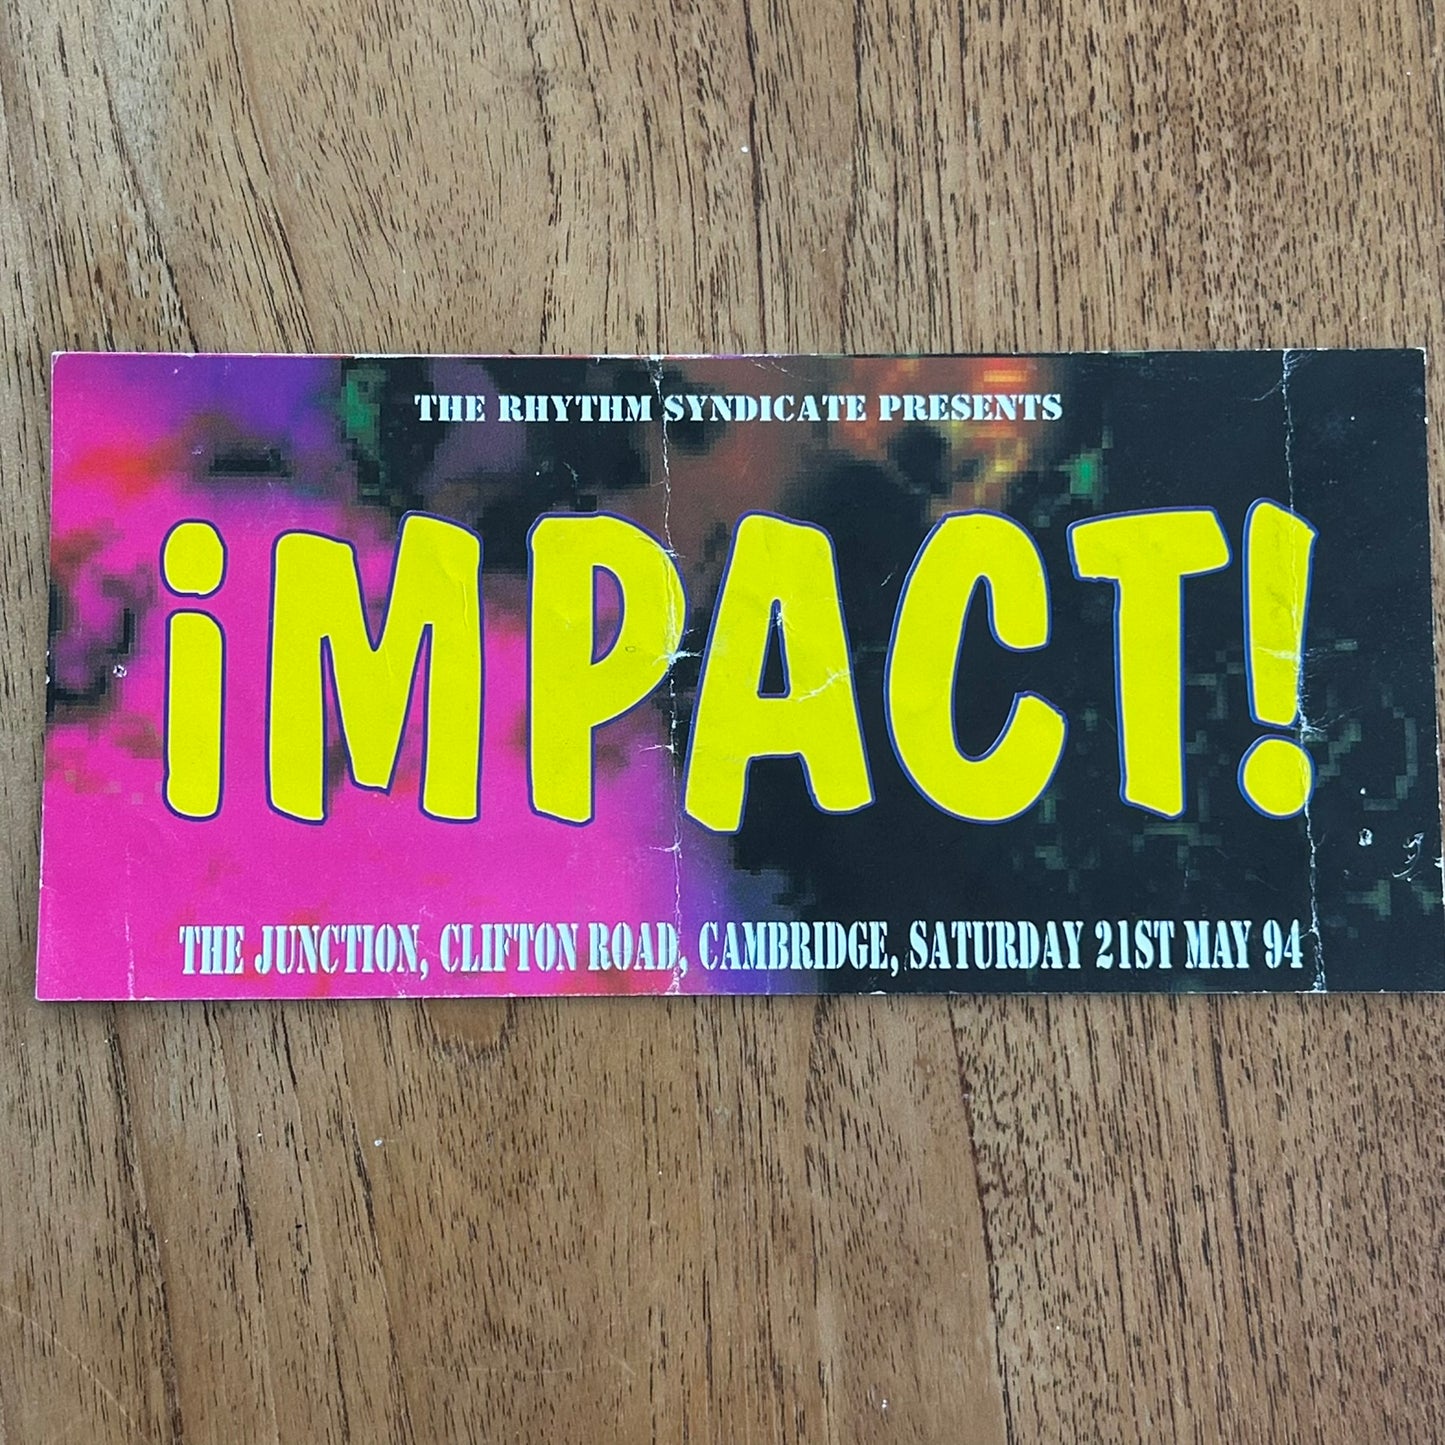 THE RHYTHM SYNDICATE PRESENTS
iMPACT!
THE JUNCTION, CLIFTON ROAD, CAMBRIDGE, SATURDAY 21ST MAY 94